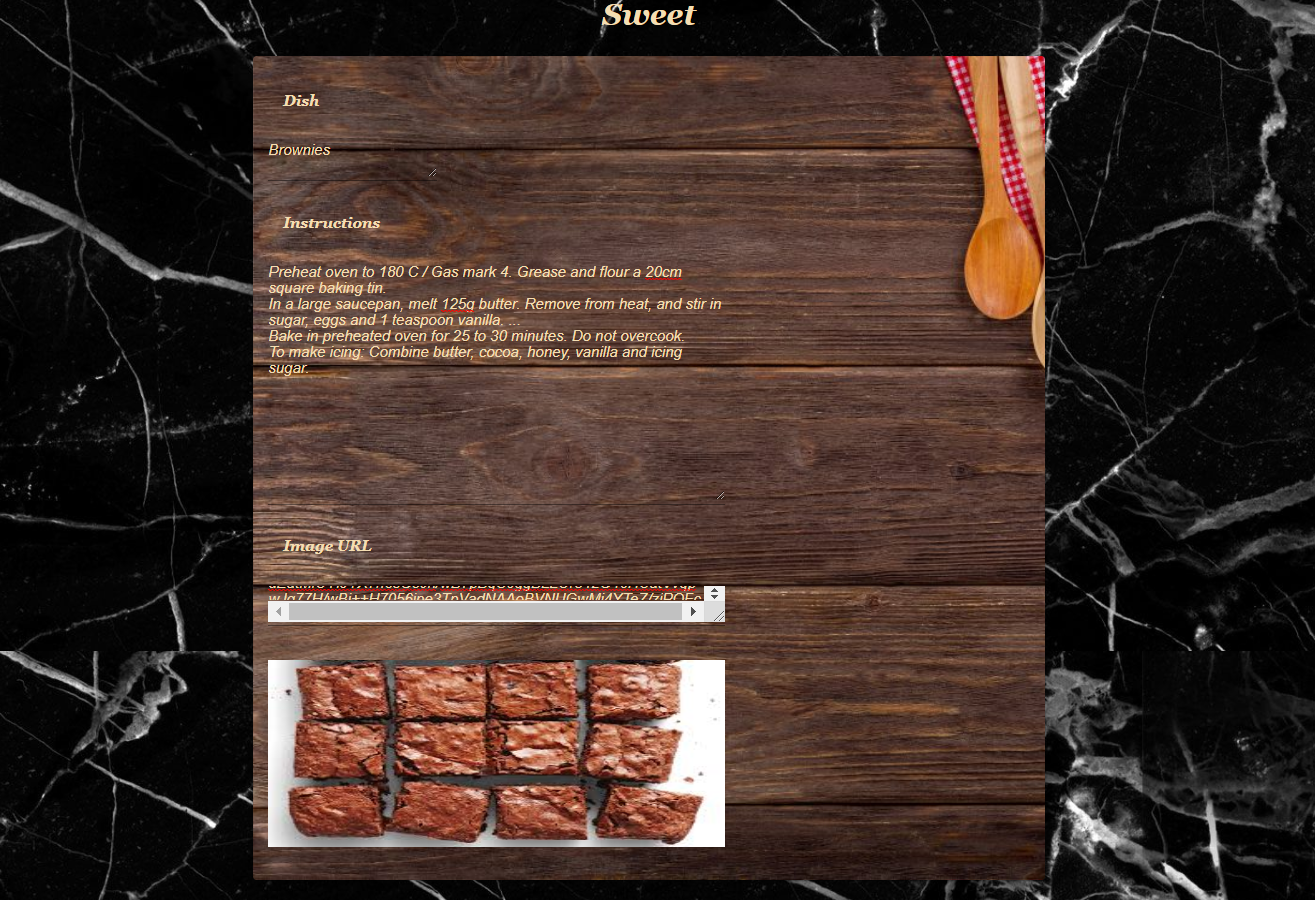 Sweet
Dish
Brownies
Instructions
Preheat oven to 180 C / Gas mark 4. Grease and flour a 20cm
square baking tin.
In a large saucepan, melt 125g butter. Remove from heat, and stir in
sugar, eggs and 1 teaspoon vanilla. ...
Bake in preheated oven for 25 to 30 minutes. Do not overcook.
To make icing: Combine butter, cocoa, honey, vanilla and icing
sugar.
Image URL